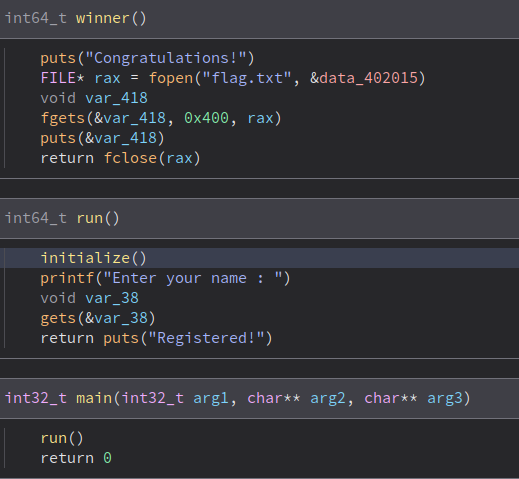 int64_t winner()
puts("Congratulations!")
FILE* rax = fopen("flag.txt", &data_402015)
void var_418
fgets(&var_418, 0x400, rax)
puts(&var_418)
return fclose(rax)
int64_t run()
initialize()
printf("Enter your name : ")
void var_38
gets(&var_38)
return puts("Registered!")
int32_t main(int32_t arg1, char** arg2, char** arg3)
run()
return 0